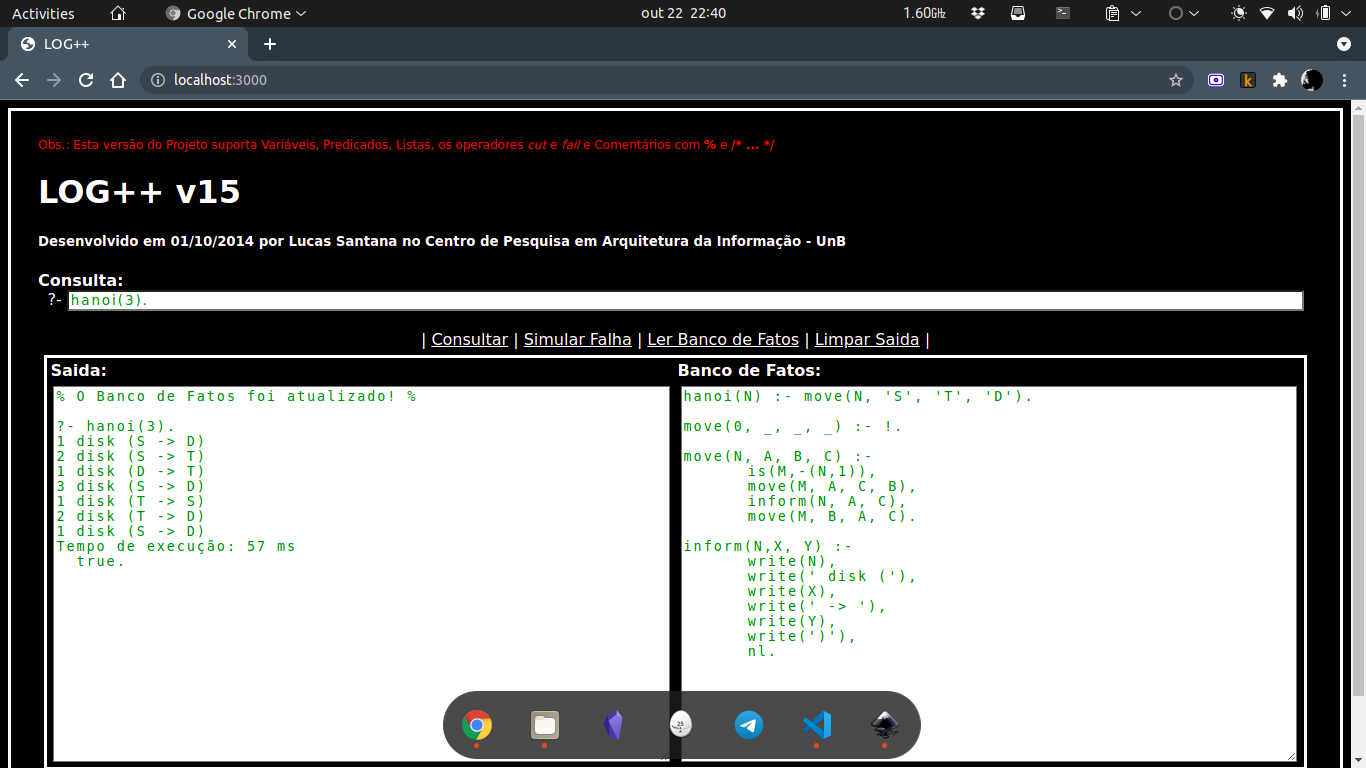 Activities Google Chrome out 22 22:40 1.60GHz
LOG++
localhost:3000
Obs.: Esta versão do Projeto suporta Variáveis, Predicados, Listas, os operadores cut e fail e Comentários com % e /* ... */
LOG++ v15
Desenvolvido em 01/10/2014 por Lucas Santana no Centro de Pesquisa em Arquitetura da Informação - UnB
Consulta:
?- hanoi(3).
| Consultar | Simular Falha | Ler Banco de Fatos | Limpar Saida |
Saida:
% O Banco de Fatos foi atualizado! %
?- hanoi(3).
1 disk (S -> D)
2 disk (S -> T)
1 disk (D -> T)
3 disk (S -> D)
1 disk (T -> S)
2 disk (T -> D)
1 disk (S -> D)
Tempo de execução: 57 ms
true.
Banco de Fatos:
hanoi(N) :- move(N, 'S', 'T', 'D').
move(0, _, _, _) :- !.
move(N, A, B, C) :-
is(M,-(N,1)),
move(M, A, C, B),
inform(N, A, C),
move(M, B, A, C).
inform(N,X, Y) :-
write(N),
write(' disk ('),
write(X),
write(' -> '),
write(Y),
write(')'),
nl.
25